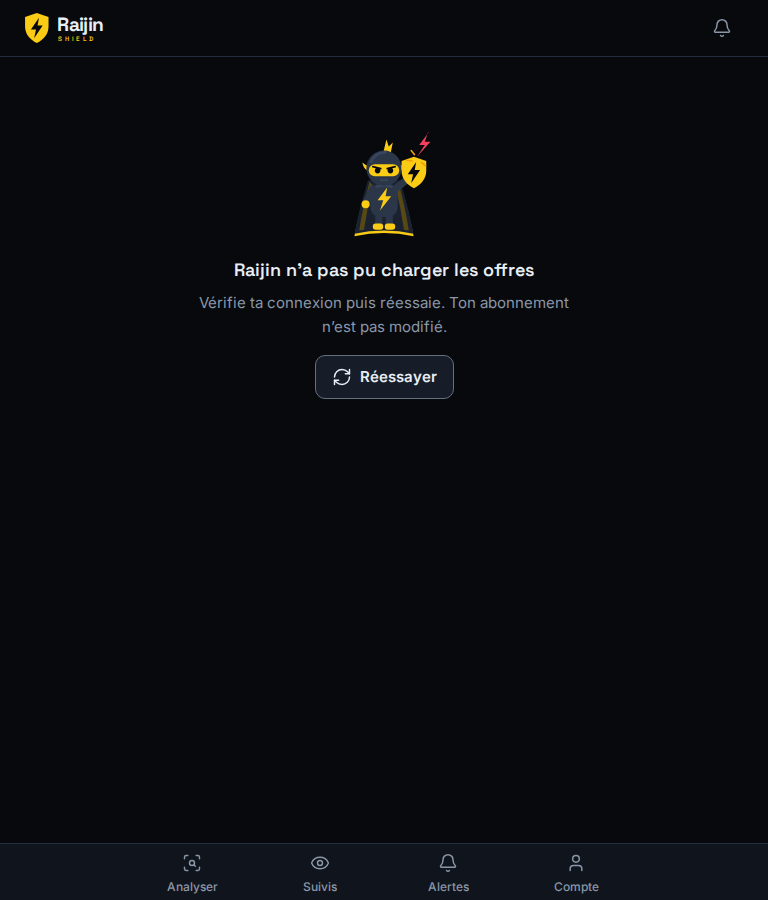 Raijin
SHIELD
Raijin n’a pas pu charger les offres
Vérifie ta connexion puis réessaie. Ton abonnement
n’est pas modifié.
Réessayer
Analyser
Suivis
Alertes
Compte